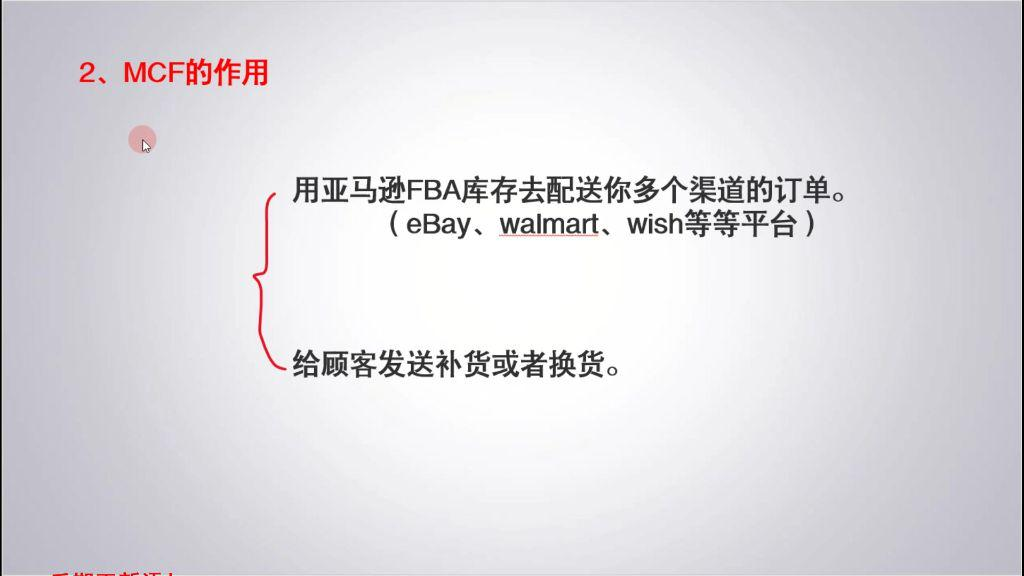 2、MCF的作用
用亚马逊FBA库存去配送你多个渠道的订单。
（eBay、walmart、wish等等平台）
给顾客发送补货或者换货。